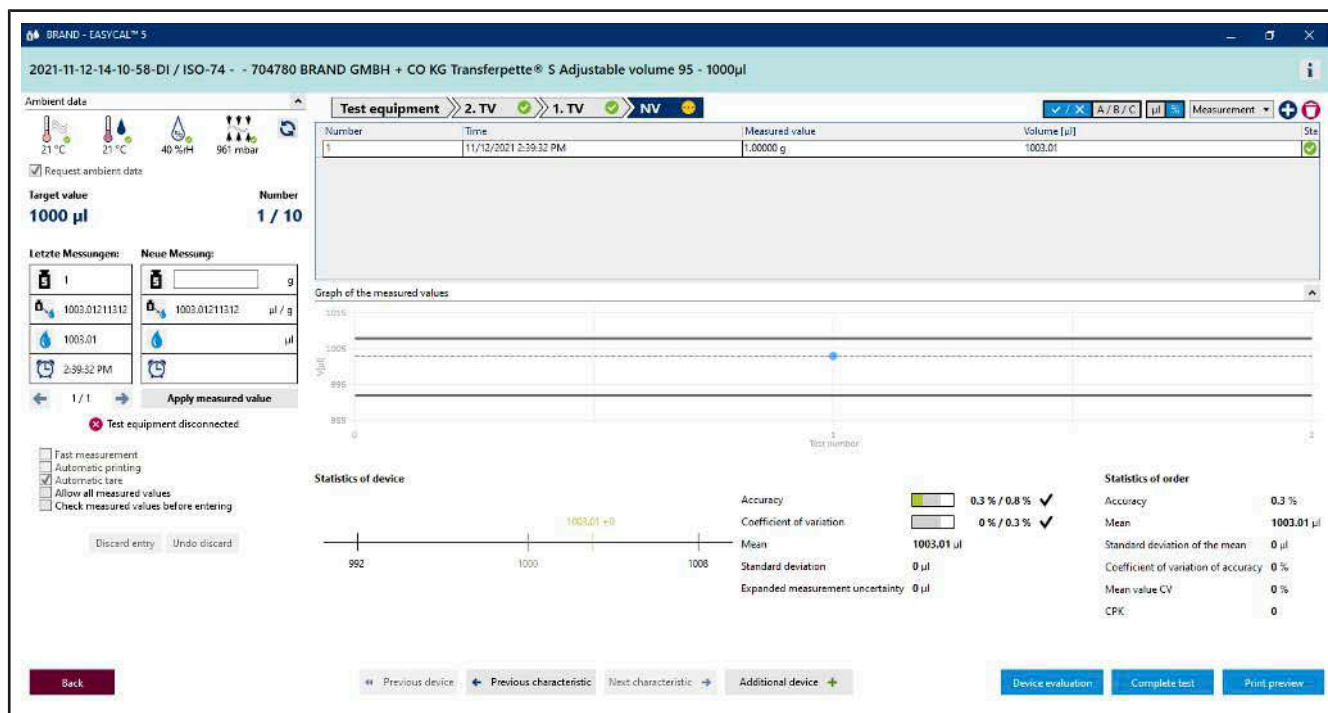 BRAND - EASYCAL™ 5
2021-11-12-14-10-58-DI / ISO-74 - - 704780 BRAND GMBH + CO KG Transferpette® S Adjustable volume 95 - 1000µl
Ambient data
21 °C 21 °C 40 %rH 961 mbar
Request ambient data
Target value Number
1000 µl 1 / 10
Letzte Messungen: Neue Messung:
1 g
1003.01211312 1003.01211312 µl / g
1003.01 µl
2:39:32 PM
1 / 1 Apply measured value
Test equipment disconnected
Fast measurement
Automatic printing
Automatic tare
Allow all measured values
Check measured values before entering
Discard entry Undo discard
Test equipment 2. TV 1. TV NV
✓ / X A / B / C µl % Measurement
Number Time Measured value Volume [µl] Sta
1 11/12/2021 2:39:32 PM 1.00000 g 1003.01
Graph of the measured values
1015
1005
995
985
V[µl]
0 1 2
Test number
Statistics of device
1003.01 ±0
992 1000 1008
Accuracy 0.3 % / 0.8 % ✓
Coefficient of variation 0 % / 0.3 % ✓
Mean 1003.01 µl
Standard deviation 0 µl
Expanded measurement uncertainty 0 µl
Statistics of order
Accuracy 0.3 %
Mean 1003.01 µl
Standard deviation of the mean 0 µl
Coefficient of variation of accuracy 0 %
Mean value CV 0 %
CPK 0
Back Previous device Previous characteristic Next characteristic Additional device Device evaluation Complete test Print preview